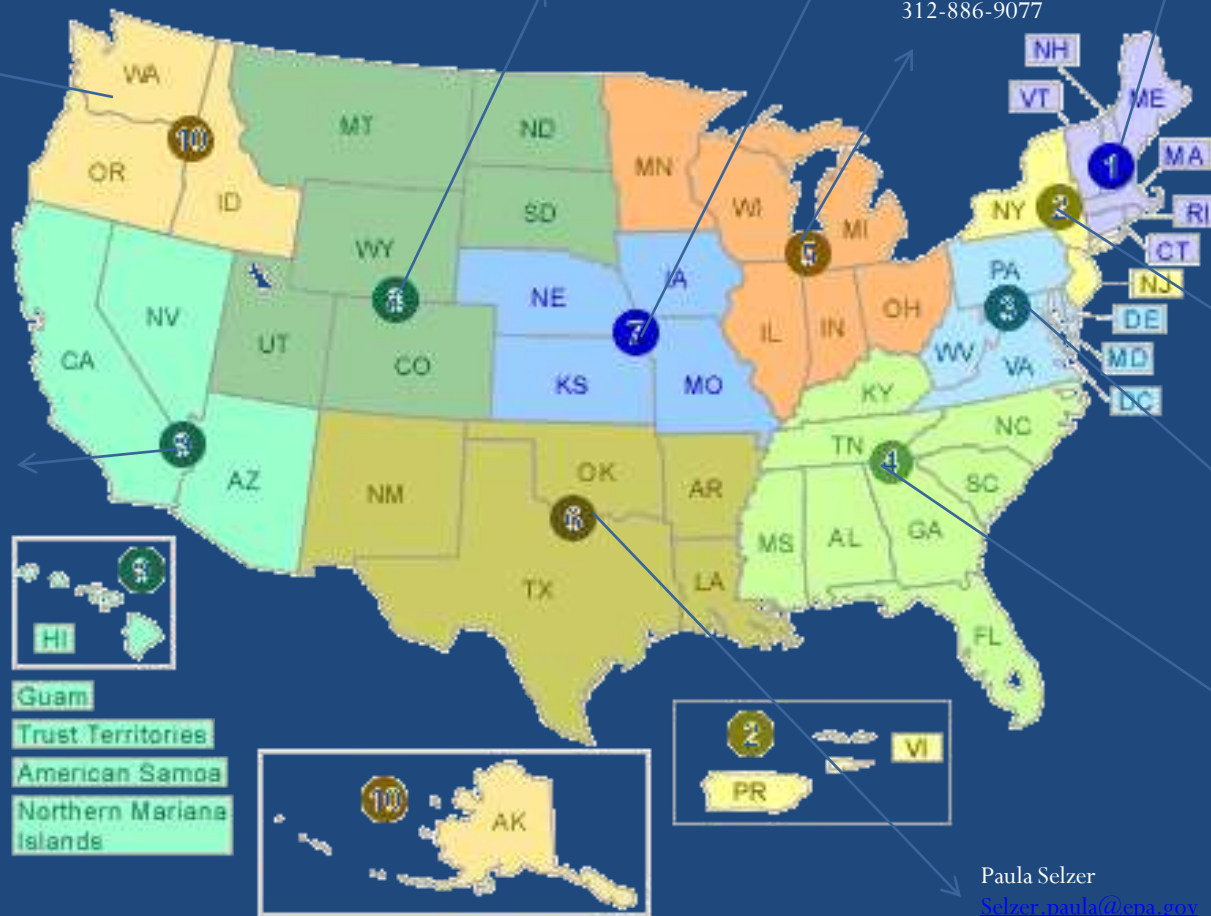 312-886-9077
NH
WA
VT
ME
MT
ND
10
MN
1
MA
OR
WI
ID
SD
NY
2
RI
MI
WY
5
CT
PA
IA
NE
NJ
8
3
NV
OH
DE
7
IL
IN
UT
WV
MD
CA
CO
VA
KS
MO
DC
KY
NC
TN
9
4
OK
AZ
AR
SC
NM
6
GA
MS
AL
9
LA
TX
HI
FL
Guam
Trust Territories
2
VI
American Samoa
PR
10
Northern Mariana
Islands
AK
Paula Selzer
Selzer.paula@epa.gov